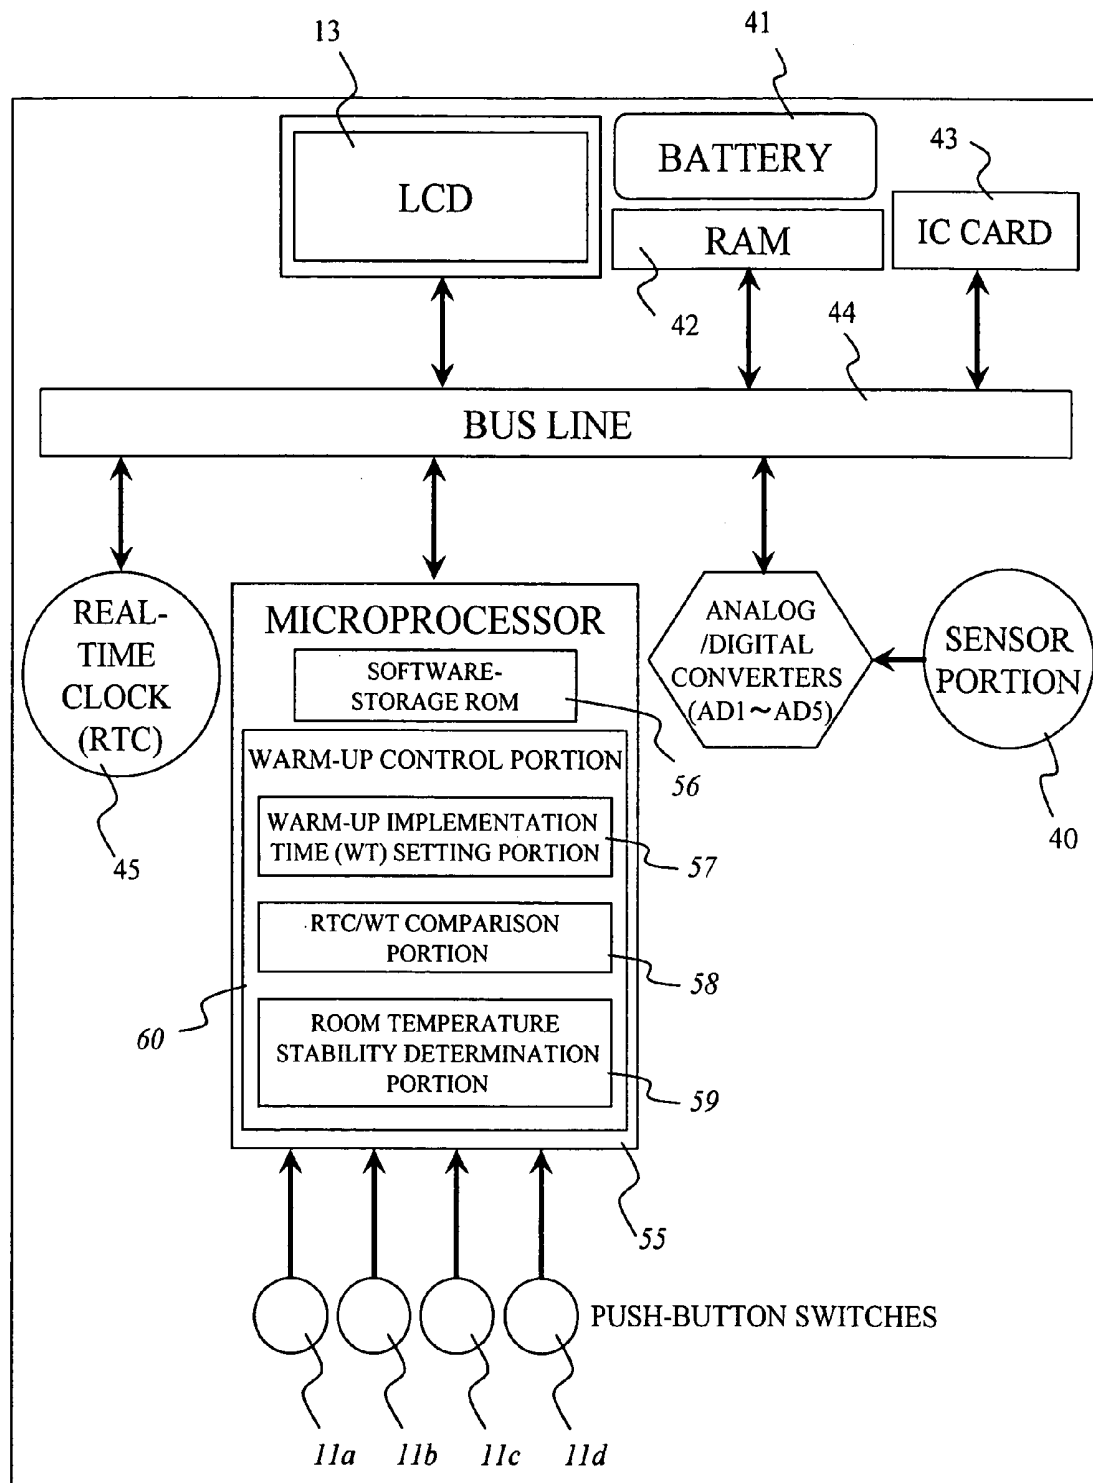 13
41
43
LCD
BATTERY
RAM
IC CARD
42
44
BUS LINE
REAL-
TIME
CLOCK
(RTC)
45
MICROPROCESSOR
SOFTWARE-
STORAGE ROM
56
WARM-UP CONTROL PORTION
WARM-UP IMPLEMENTATION
TIME (WT) SETTING PORTION
57
RTC/WT COMPARISON
PORTION
58
60
ROOM TEMPERATURE
STABILITY DETERMINATION
PORTION
59
55
ANALOG
/DIGITAL
CONVERTERS
(AD1~AD5)
SENSOR
PORTION
40
PUSH-BUTTON SWITCHES
11a
11b
11c
11d